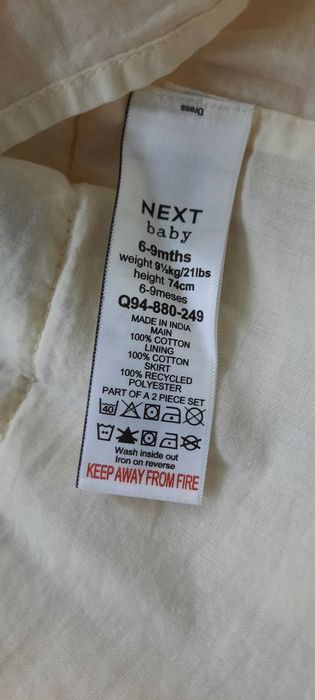 Dress
NEXT
baby
6-9mths
weight 9½kg/21lbs
height 74cm
6-9meses
Q94-880-249
MADE IN INDIA
MAIN
100% COTTON
LINING
100% COTTON
SKIRT
100% RECYCLED
POLYESTER
PART OF A 2 PIECE SET
40
Wash inside out
Iron on reverse
KEEP AWAY FROM FIRE